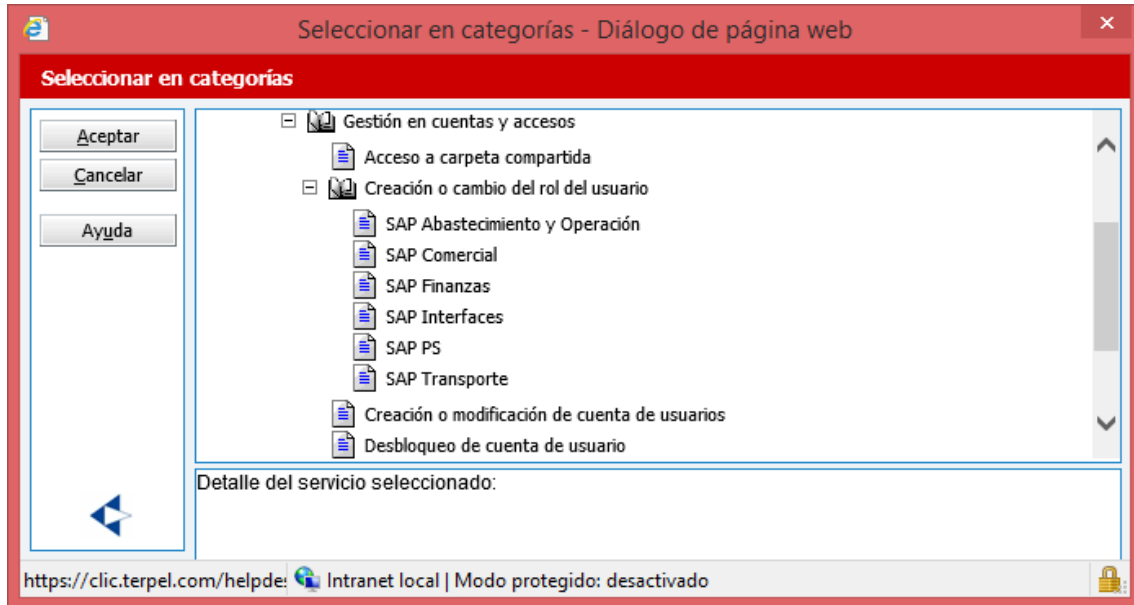 Seleccionar en categorías - Diálogo de página web
Seleccionar en categorías
Aceptar
Cancelar
Ayuda
Gestión en cuentas y accesos
Acceso a carpeta compartida
Creación o cambio del rol del usuario
SAP Abastecimiento y Operación
SAP Comercial
SAP Finanzas
SAP Interfaces
SAP PS
SAP Transporte
Creación o modificación de cuenta de usuarios
Desbloqueo de cuenta de usuario
Detalle del servicio seleccionado:
https://clic.terpel.com/helpde Intranet local | Modo protegido: desactivado